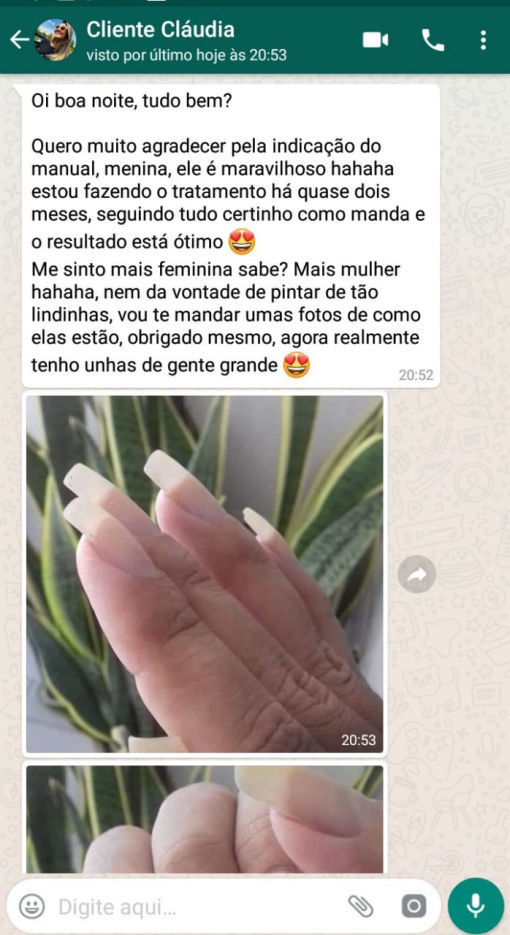 Cliente Cláudia
visto por último hoje às 20:53
Oi boa noite, tudo bem?
Quero muito agradecer pela indicação do
manual, menina, ele é maravilhoso hahaha
estou fazendo o tratamento há quase dois
meses, seguindo tudo certinho como manda e
o resultado está ótimo 😍
Me sinto mais feminina sabe? Mais mulher
hahaha, nem da vontade de pintar de tão
lindinhas, vou te mandar umas fotos de como
elas estão, obrigado mesmo, agora realmente
tenho unhas de gente grande 😍
20:52
20:53
Digite aqui...